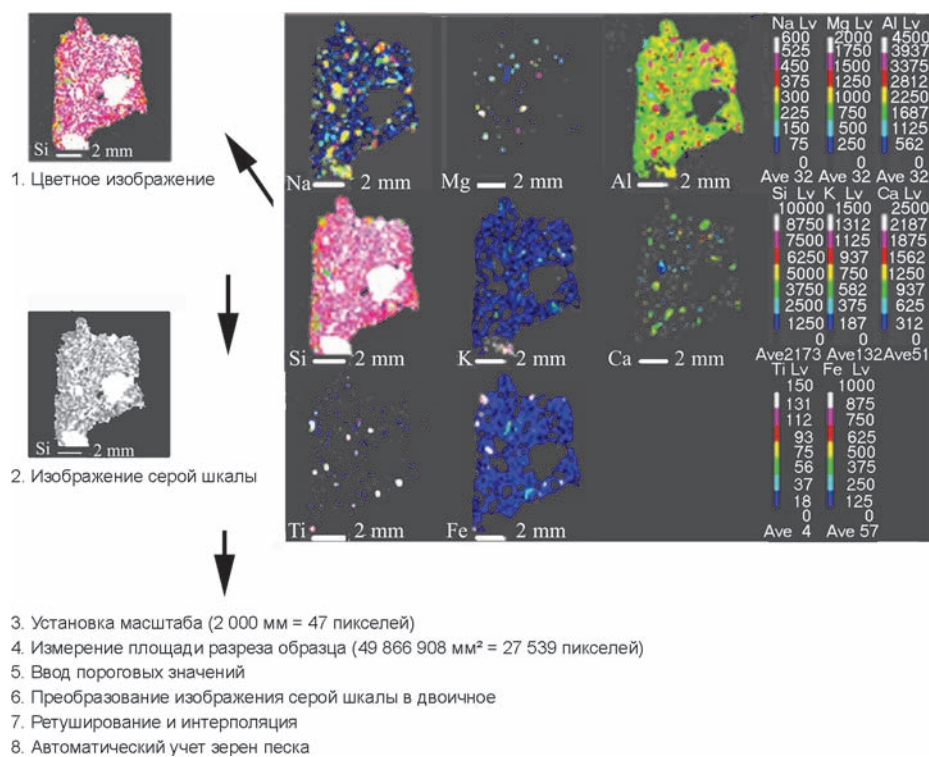 Si 2 mm
1. Цветное изображение
Si 2 mm
2. Изображение серой шкалы
Na 2 mm
Mg 2 mm
Al 2 mm
Si 2 mm
K 2 mm
Ca 2 mm
Ti 2 mm
Fe 2 mm
Na Lv Mg Lv Al Lv
600 2000 4500
525 1750 3937
450 1500 3375
375 1250 2812
300 1000 2250
225 750 1687
150 500 1125
75 250 562
0 0 0
Ave 32 Ave 32 Ave 32
Si Lv K Lv Ca Lv
10000 1500 2500
8750 1312 2187
7500 1125 1875
6250 937 1562
5000 750 1250
3750 582 937
2500 375 625
1250 187 312
0 0 0
Ave2173 Ave132Ave51
Ti Lv Fe Lv
150 1000
131 875
112 750
93 625
75 500
56 375
37 250
18 125
0 0
Ave 4 Ave 57
3. Установка масштаба (2 000 мм = 47 пикселей)
4. Измерение площади разреза образца (49 866 908 мм² = 27 539 пикселей)
5. Ввод пороговых значений
6. Преобразование изображения серой шкалы в двоичное
7. Ретуширование и интерполяция
8. Автоматический учет зерен песка